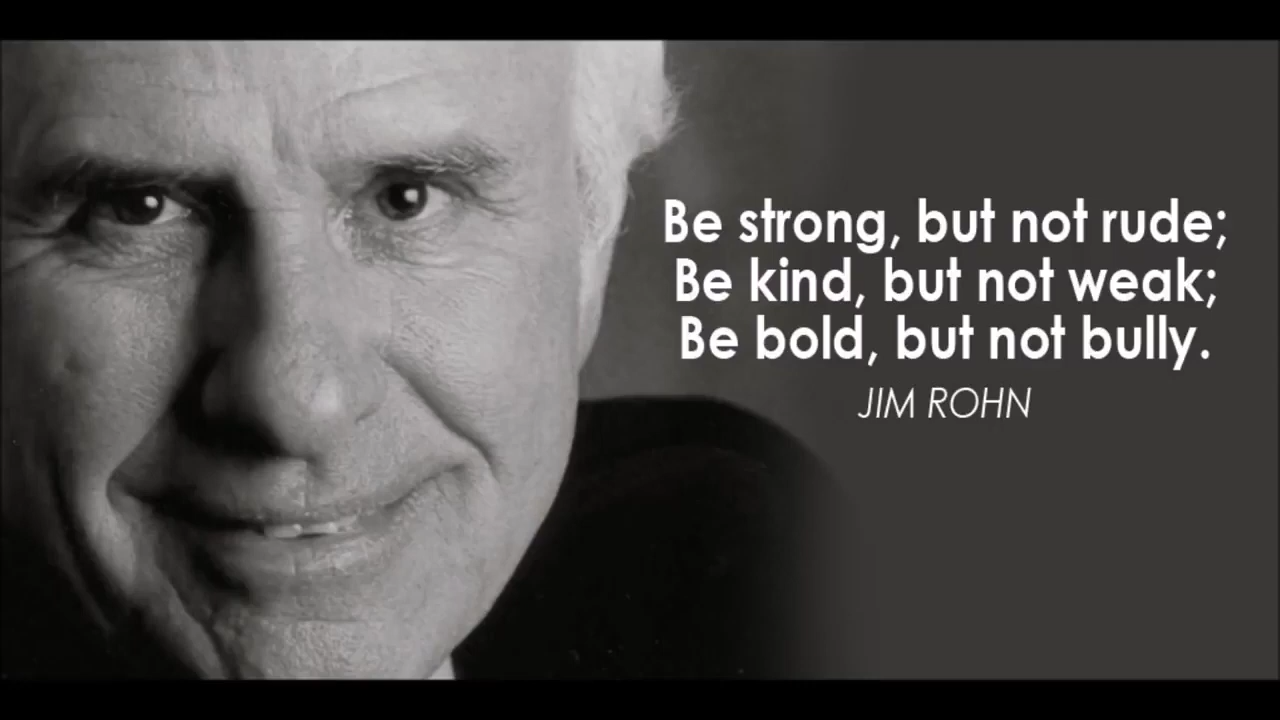 Be strong, but not rude;
Be kind, but not weak;
Be bold, but not bully.
JIM ROHN